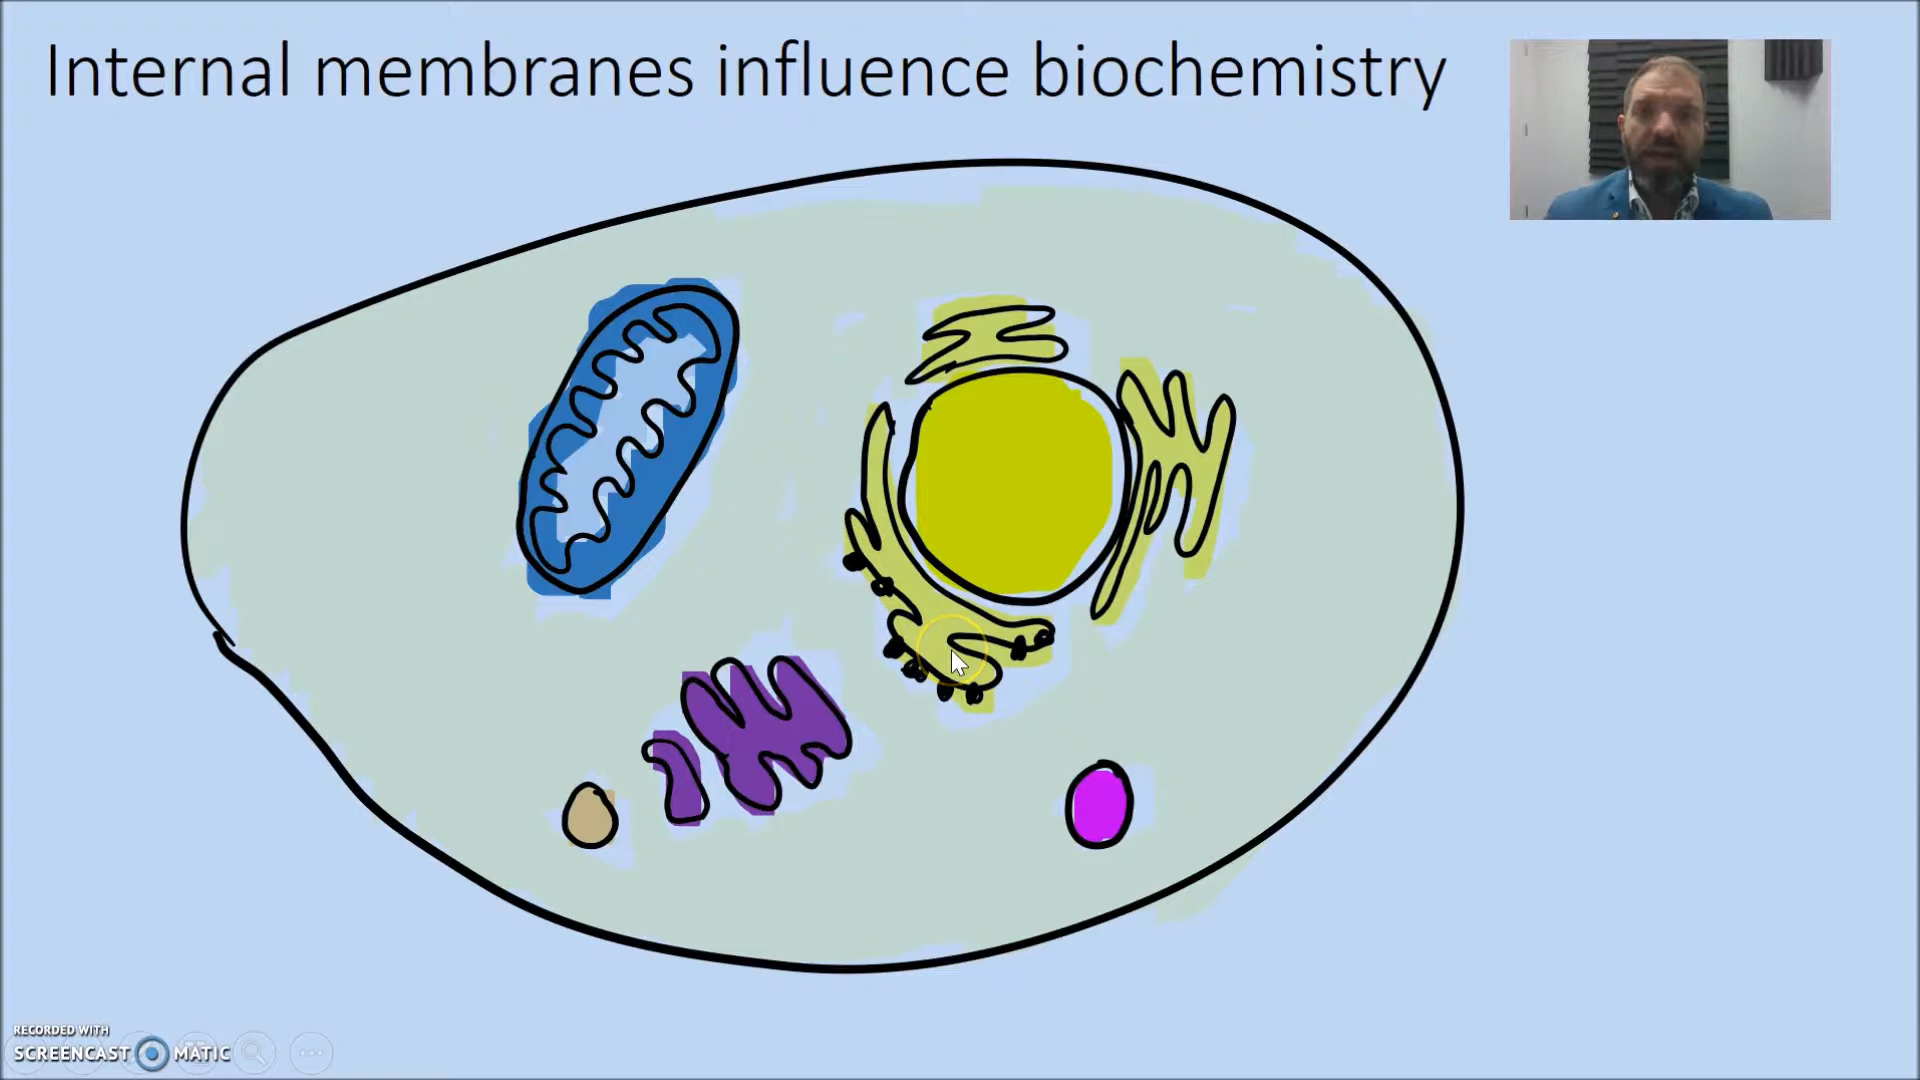 Internal membranes influence biochemistry
RECORDED WITH
SCREENCAST MATIC